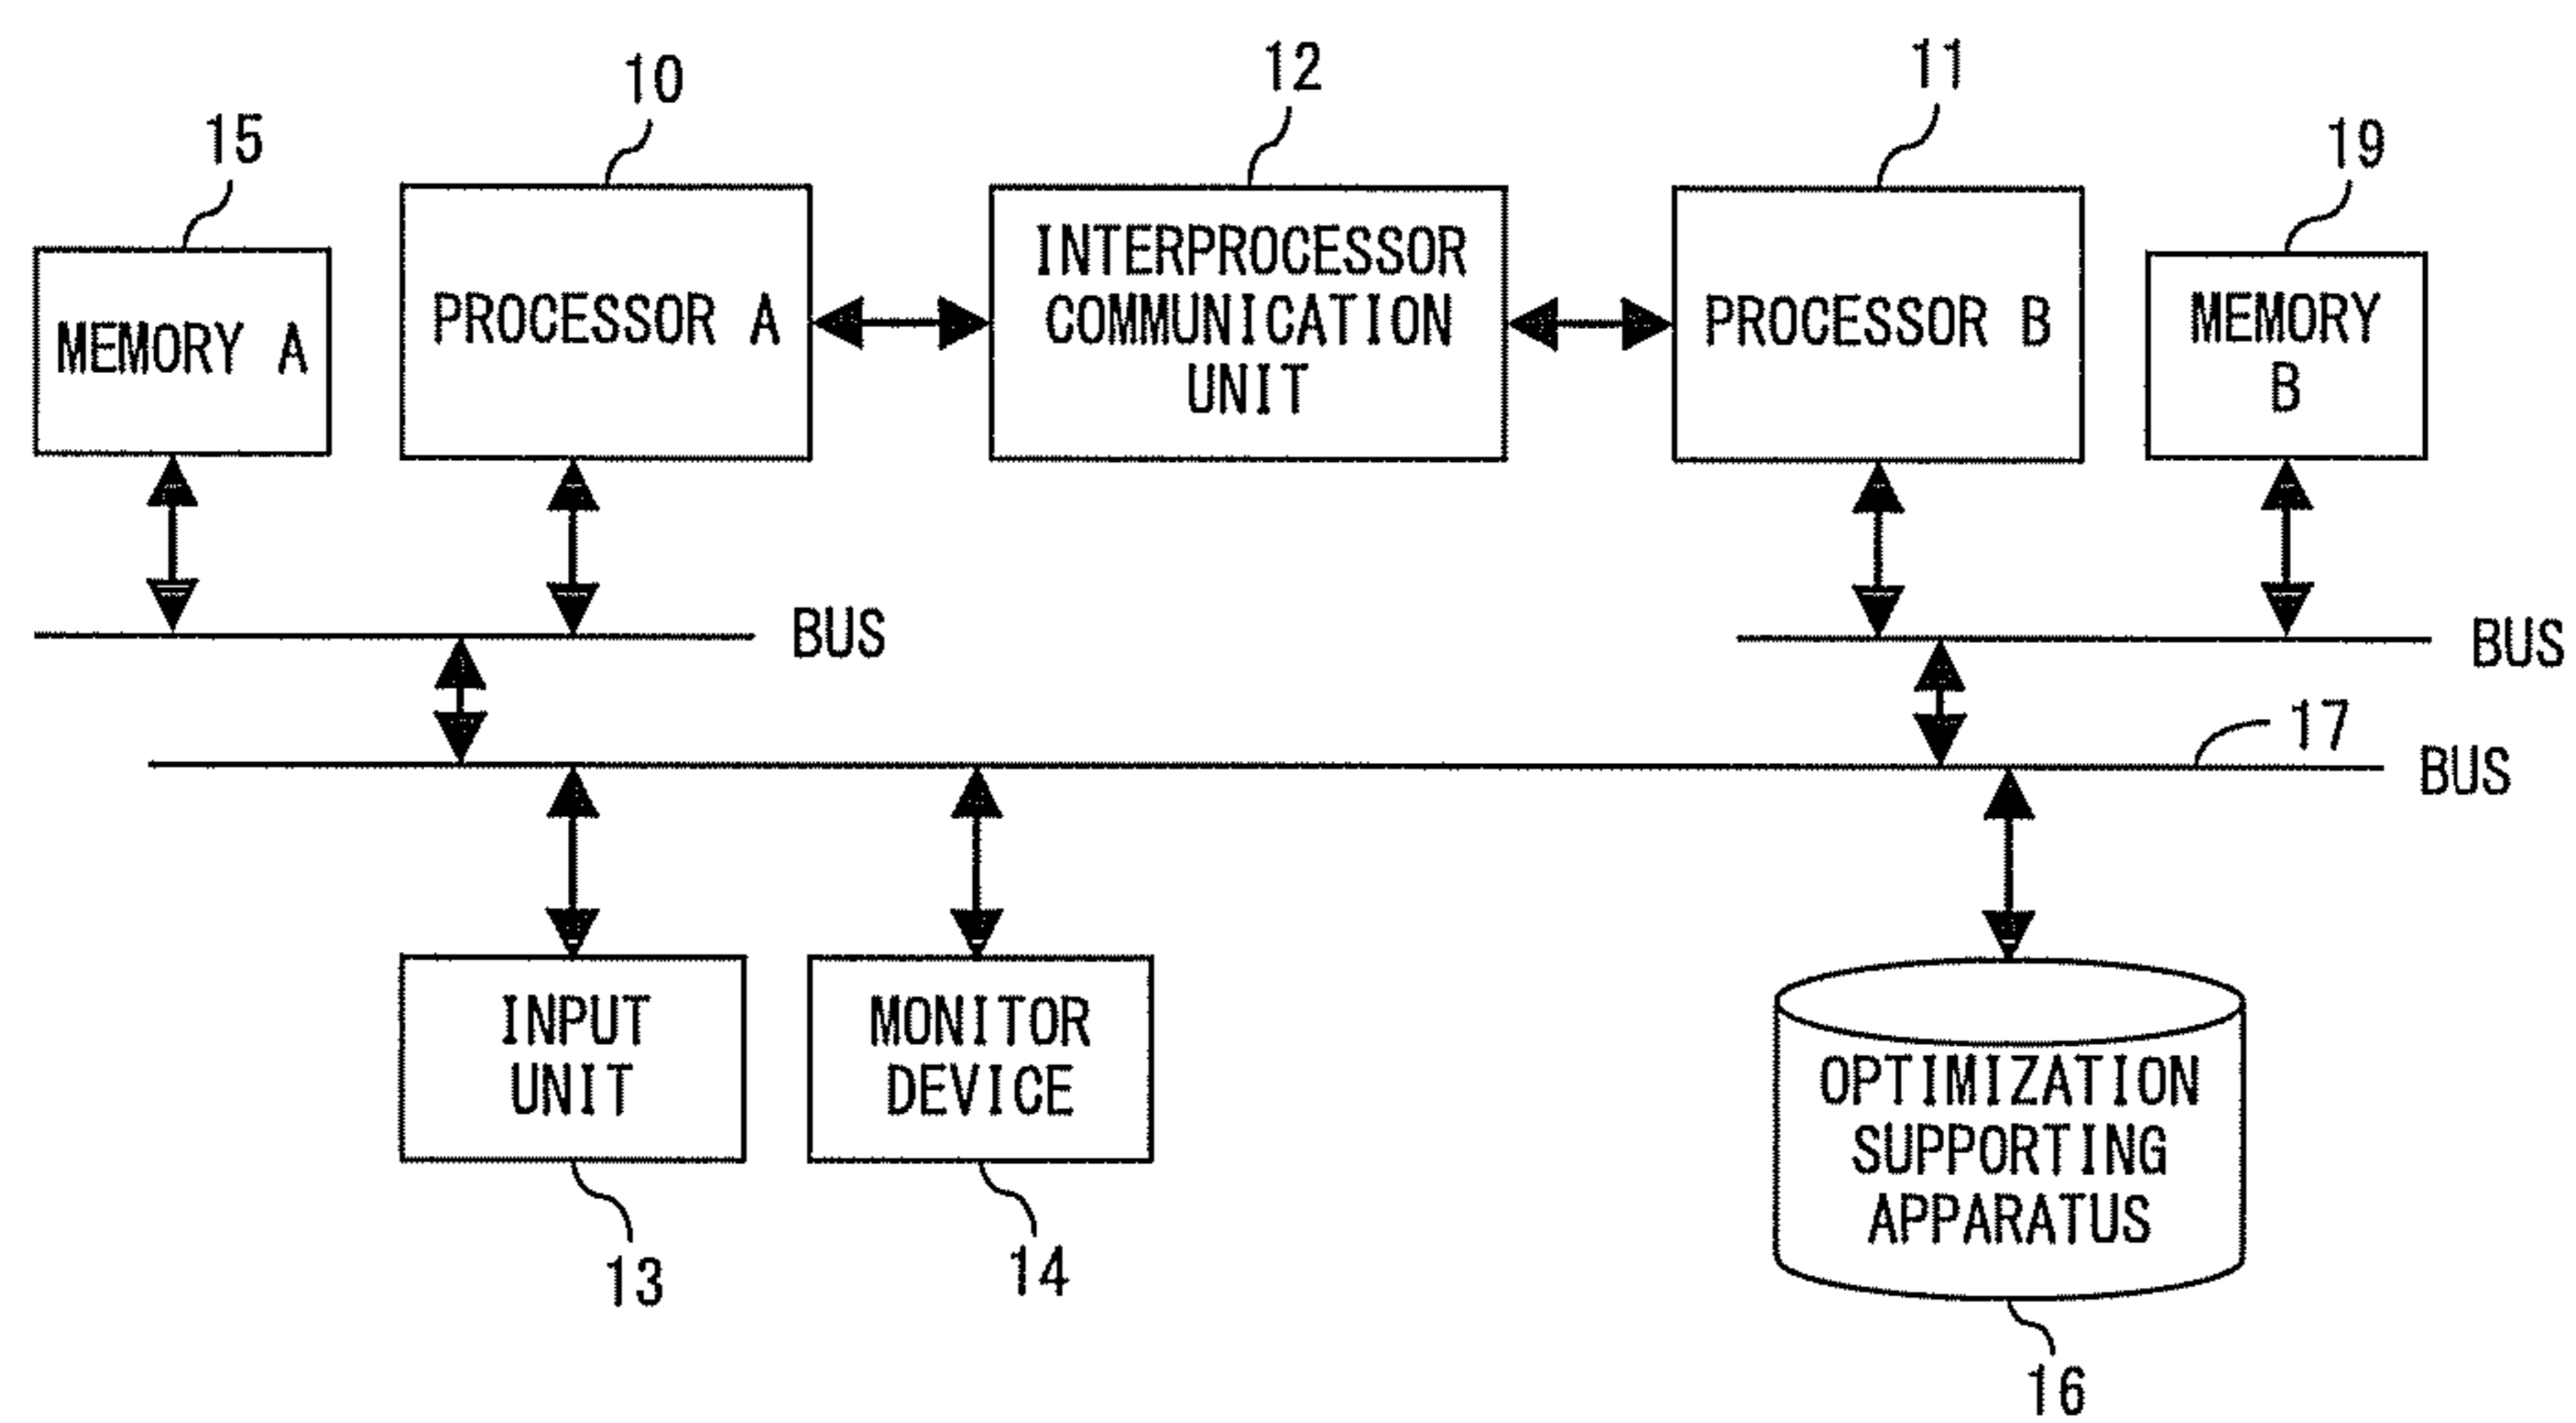 15
10
12
11
19
MEMORY A
PROCESSOR A
INTERPROCESSOR
COMMUNICATION
UNIT
PROCESSOR B
MEMORY
B
BUS
BUS
17
BUS
INPUT
UNIT
MONITOR
DEVICE
OPTIMIZATION
SUPPORTING
APPARATUS
13
14
16